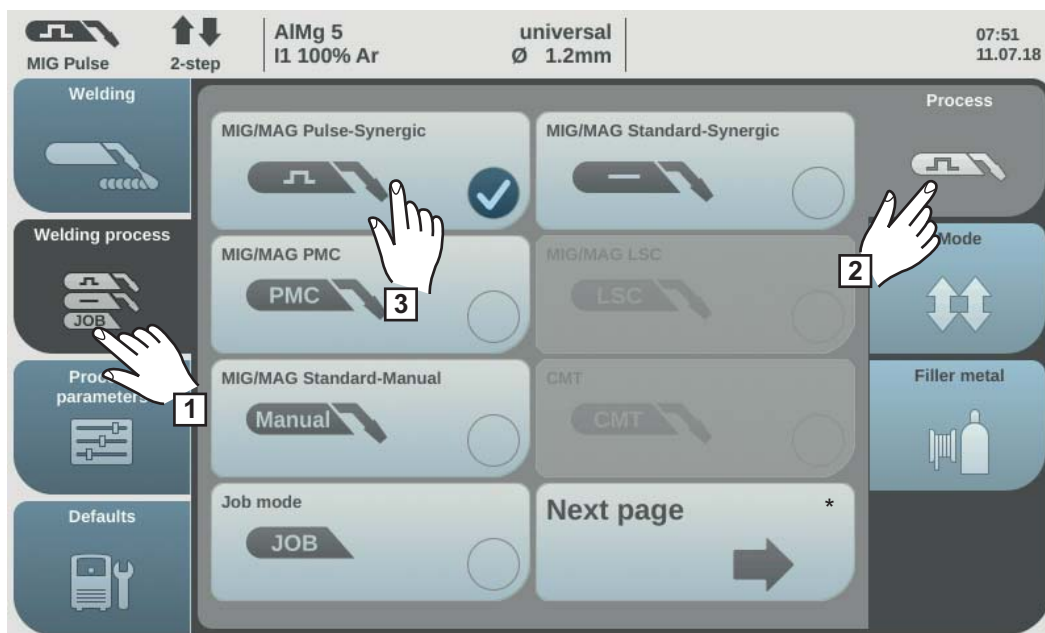 MIG Pulse
2-step
AlMg 5
I1 100% Ar
universal
Ø 1.2mm
07:51
11.07.18
Welding
Welding process
JOB
1
parameters
Defaults
MIG/MAG Pulse-Synergic
MIG/MAG Standard-Synergic
MIG/MAG PMC
PMC
3
MIG/MAG LSC
LSC
MIG/MAG Standard-Manual
Manual
CMT
CMT
Job mode
JOB
Next page *
Process
2
Mode
Filler metal